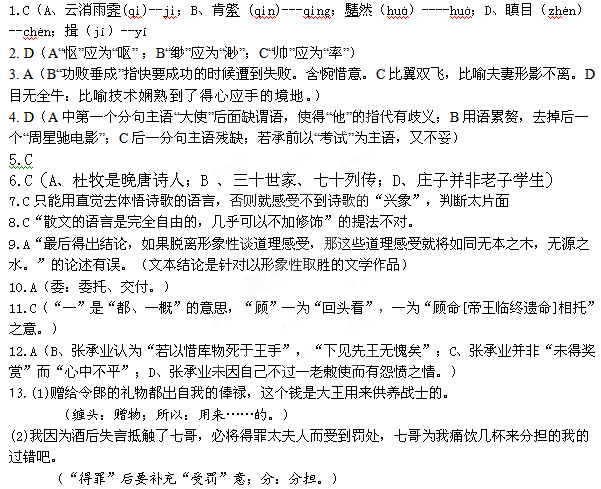 1.C（A、云消雨霁(qì)--jì；B、肯綮（qìn)---qìng；騞然（huò）----huō；D、瞋目（zhēn）
--chēn；揖（jī）--yī
2. D（A“怄”应为“呕”；B“缈”应为“渺”；C“帅”应为“率”）
3. A（B“功败垂成”指快要成功的时候遭到失败。含惋惜意。C 比翼双飞，比喻夫妻形影不离。D
目无全牛：比喻技术娴熟到了得心应手的境地。）
4. D（A 中第一个分句主语“大使”后面缺谓语，使得“他”的指代有歧义；B 用语累赘，去掉后一
个“周星驰电影”；C 后一分句主语残缺；若承前以“考试”为主语，又不妥）
5.C
6.C（A、杜牧是晚唐诗人；B 、三十世家、七十列传；D、庄子并非老子学生）
7.C 只能用直觉去体悟诗歌的语言，否则就感受不到诗歌的“兴象”，判断太片面
8.C“散文的语言是完全自由的，几乎可以不加修饰”的提法不对。
9.A“最后得出结论，如果脱离形象性谈道理感受，那这些道理感受就将如同无本之木，无源之
水。”的论述有误。（文本结论是针对以形象性取胜的文学作品）
10.A（委：委托、交付。）
11.C（“一”是“都、一概”的意思，“顾”一为“回头看”，一为“顾命[帝王临终遗命]相托”
之意。）
12.A（B、张承业认为“若以惜库物死于王手”，“下见先王无愧矣”；C、张承业并非“未得奖
赏”而“心中不平”；D、张承业未因自己不过一老敕使而有怨愤之情。）
13.(1)赠给令郎的礼物都出自我的俸禄，这个钱是大王用来供养战士的。
（缠头：赠物；所以：用来……的。）
(2)我因为酒后失言抵触了七哥，必将得罪太夫人而受到罚处，七哥为我痛饮几杯来分担的我的
过错吧。
（“得罪”后要补充“受罚”意；分：分担。）